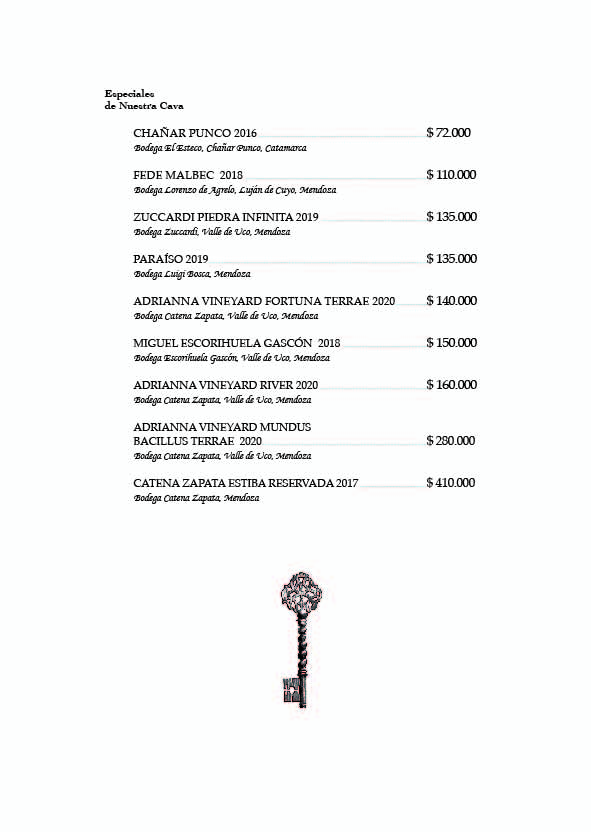 Especiales
de Nuestra Cava
CHAÑAR PUNCO 2016 $ 72.000
Bodega El Esteco, Chañar Punco, Catamarca
FEDE MALBEC 2018 $ 110.000
Bodega Lorenzo de Agrelo, Luján de Cuyo, Mendoza
ZUCCARDI PIEDRA INFINITA 2019 $ 135.000
Bodega Zuccardi, Valle de Uco, Mendoza
PARAÍSO 2019 $ 135.000
Bodega Luigi Bosca, Mendoza
ADRIANNA VINEYARD FORTUNA TERRAE 2020 $ 140.000
Bodega Catena Zapata, Valle de Uco, Mendoza
MIGUEL ESCORIHUELA GASCÓN 2018 $ 150.000
Bodega Escorihuela Gascón, Valle de Uco, Mendoza
ADRIANNA VINEYARD RIVER 2020 $ 160.000
Bodega Catena Zapata, Valle de Uco, Mendoza
ADRIANNA VINEYARD MUNDUS
BACILLUS TERRAE 2020 $ 280.000
Bodega Catena Zapata, Valle de Uco, Mendoza
CATENA ZAPATA ESTIBA RESERVADA 2017 $ 410.000
Bodega Catena Zapata, Mendoza